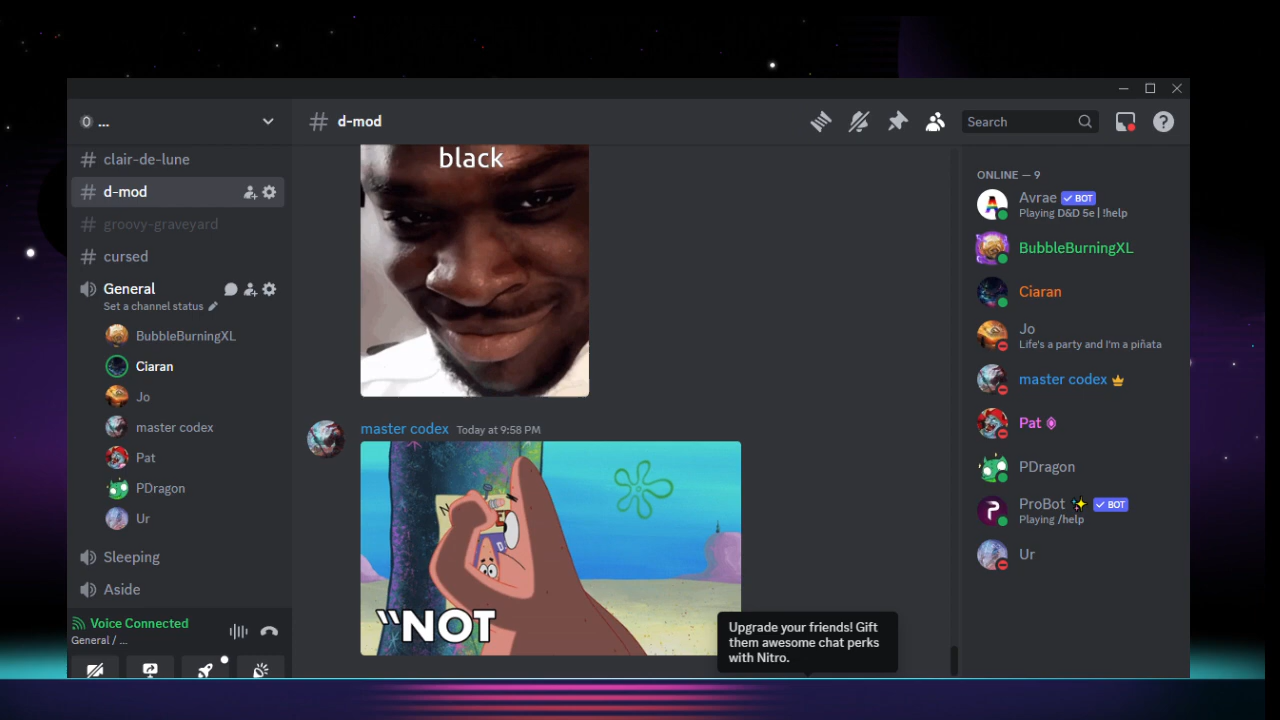 ...
d-mod
Search
clair-de-lune
d-mod
groovy-graveyard
cursed
General
Set a channel status
BubbleBurningXL
Ciaran
Jo
master codex
Pat
PDragon
Ur
Sleeping
Aside
Voice Connected
General / ...
black
master codex Today at 9:58 PM
"NOT
Upgrade your friends! Gift
them awesome chat perks
with Nitro.
ONLINE — 9
Avrae BOT
Playing D&D 5e | !help
BubbleBurningXL
Ciaran
Jo
Life's a party and I'm a piñata
master codex
Pat
PDragon
ProBot ✨ BOT
Playing /help
Ur